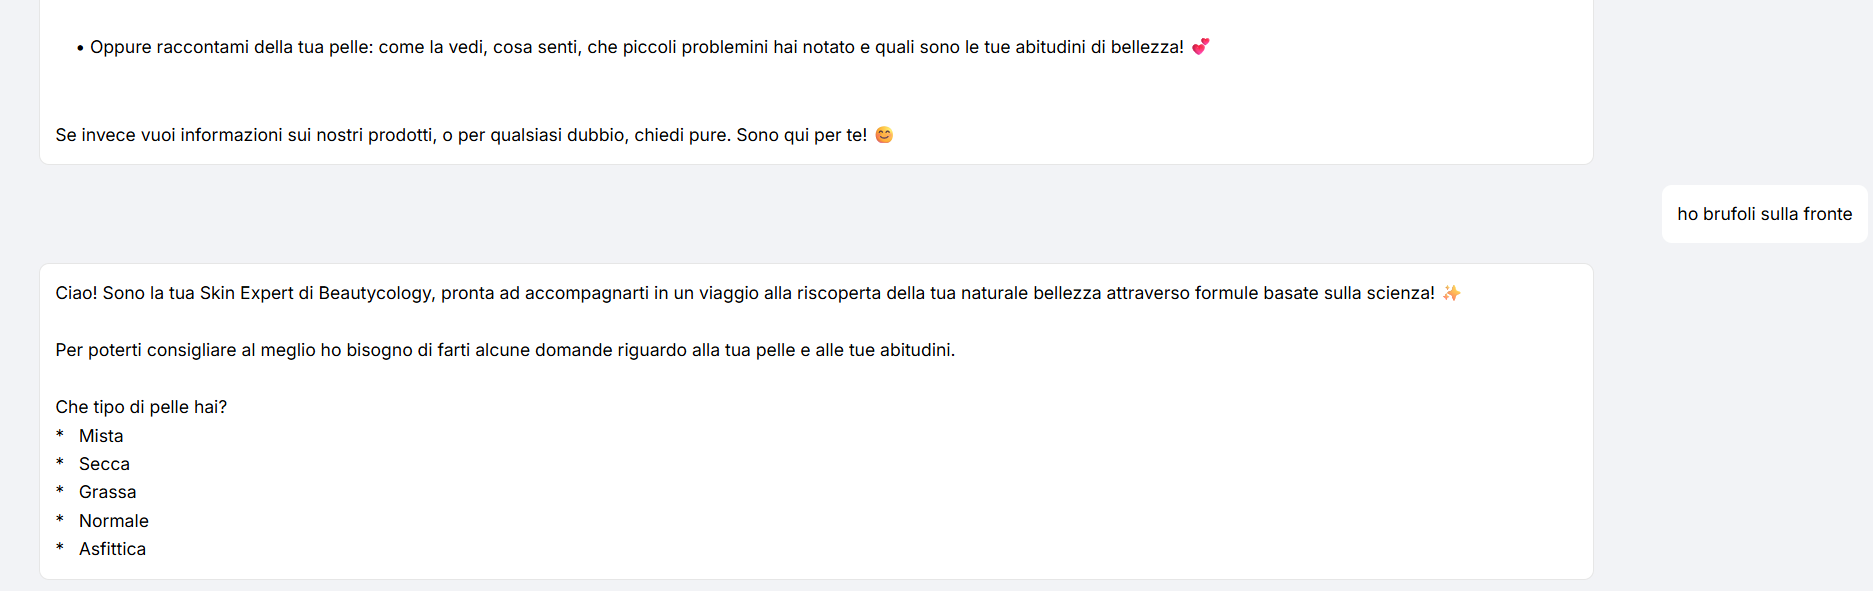 • Oppure raccontami della tua pelle: come la vedi, cosa senti, che piccoli problemini hai notato e quali sono le tue abitudini di bellezza! 💕
Se invece vuoi informazioni sui nostri prodotti, o per qualsiasi dubbio, chiedi pure. Sono qui per te! 😊
ho brufoli sulla fronte
Ciao! Sono la tua Skin Expert di Beautycology, pronta ad accompagnarti in un viaggio alla riscoperta della tua naturale bellezza attraverso formule basate sulla scienza! ✨
Per poterti consigliare al meglio ho bisogno di farti alcune domande riguardo alla tua pelle e alle tue abitudini.
Che tipo di pelle hai?
* Mista
* Secca
* Grassa
* Normale
* Asfittica